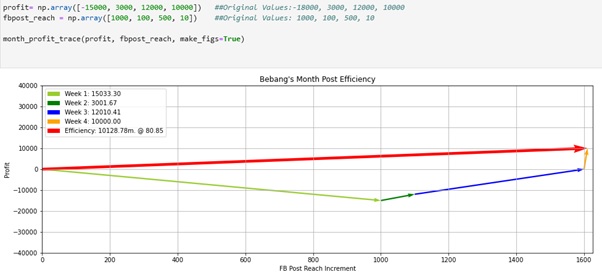 profit= np.array([-15000, 3000, 12000, 10000])   ##Original Values:-18000, 3000, 12000, 10000
fbpost_reach = np.array([1000, 100, 500, 10])   ##Original Values: 1000, 100, 500, 10
month_profit_trace(profit, fbpost_reach, make_figs=True)
Bebang's Month Post Efficiency
Week 1: 15033.30
Week 2: 3001.67
Week 3: 12010.41
Week 4: 10000.00
Efficiency: 10128.78m. @ 80.85
Profit
40000
30000
20000
10000
0
-10000
-20000
-30000
-40000
0 200 400 600 800 1000 1200 1400 1600
FB Post Reach Increment